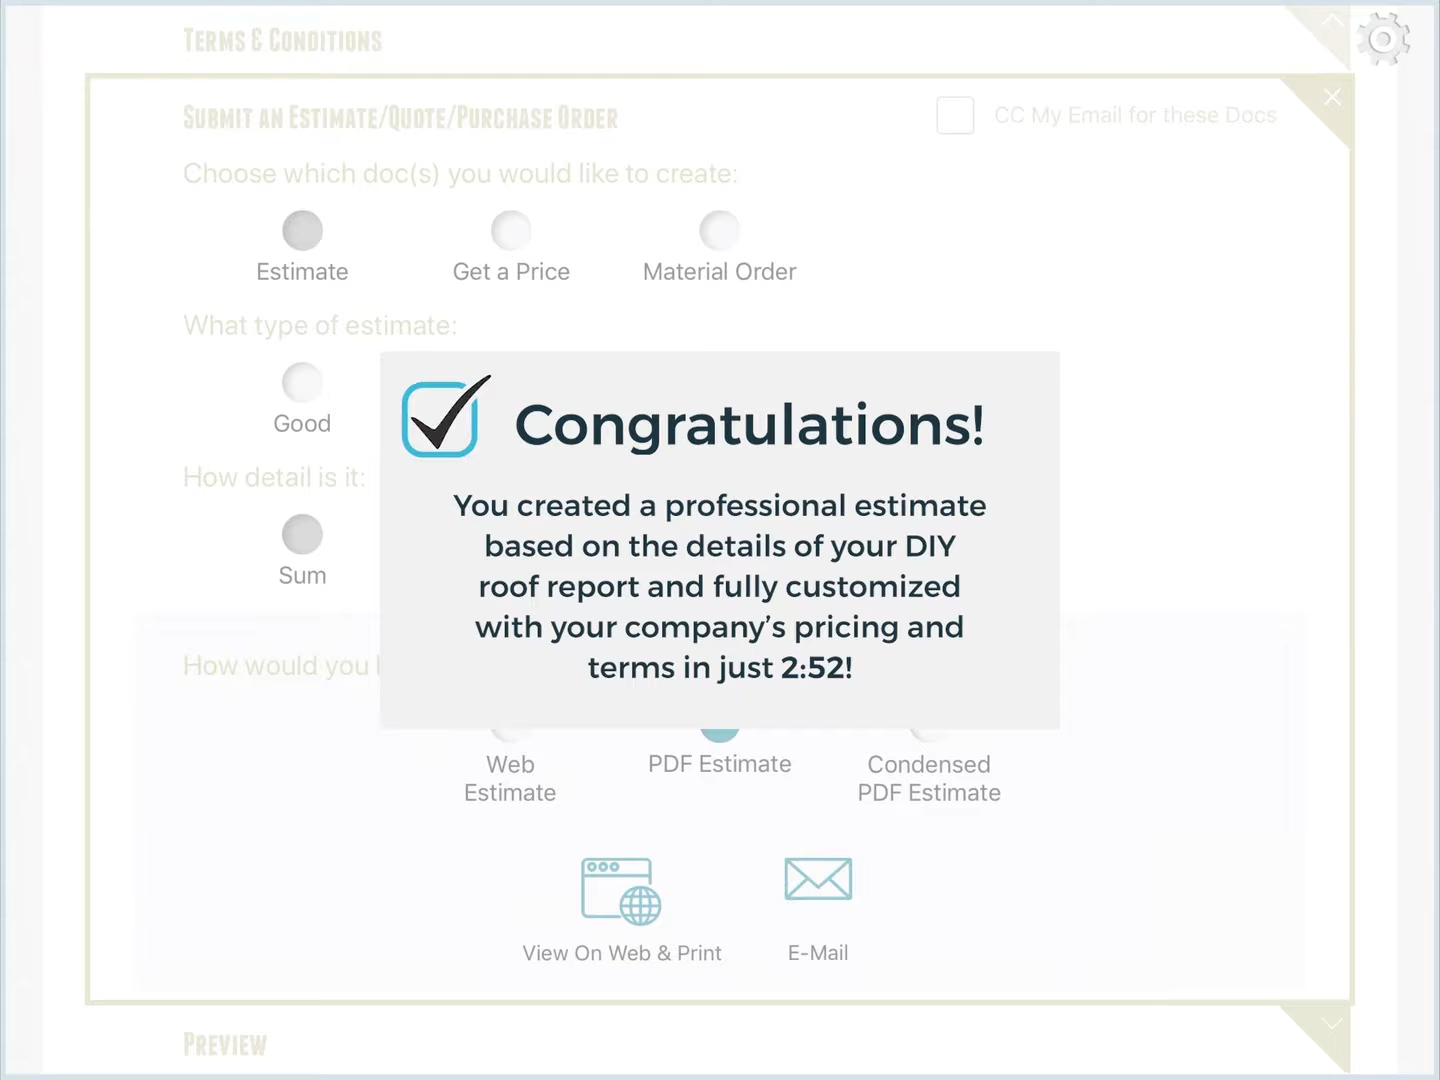 TERMS & CONDITIONS
SUBMIT AN ESTIMATE/QUOTE/PURCHASE ORDER
CC My Email for these Docs
Choose which doc(s) you would like to create:
Estimate
Get a Price
Material Order
What type of estimate:
Good
How detail is it:
Sum
Congratulations!
You created a professional estimate
based on the details of your DIY
roof report and fully customized
with your company’s pricing and
terms in just 2:52!
How would you
Web
Estimate
PDF Estimate
Condensed
PDF Estimate
View On Web & Print
E-Mail
PREVIEW